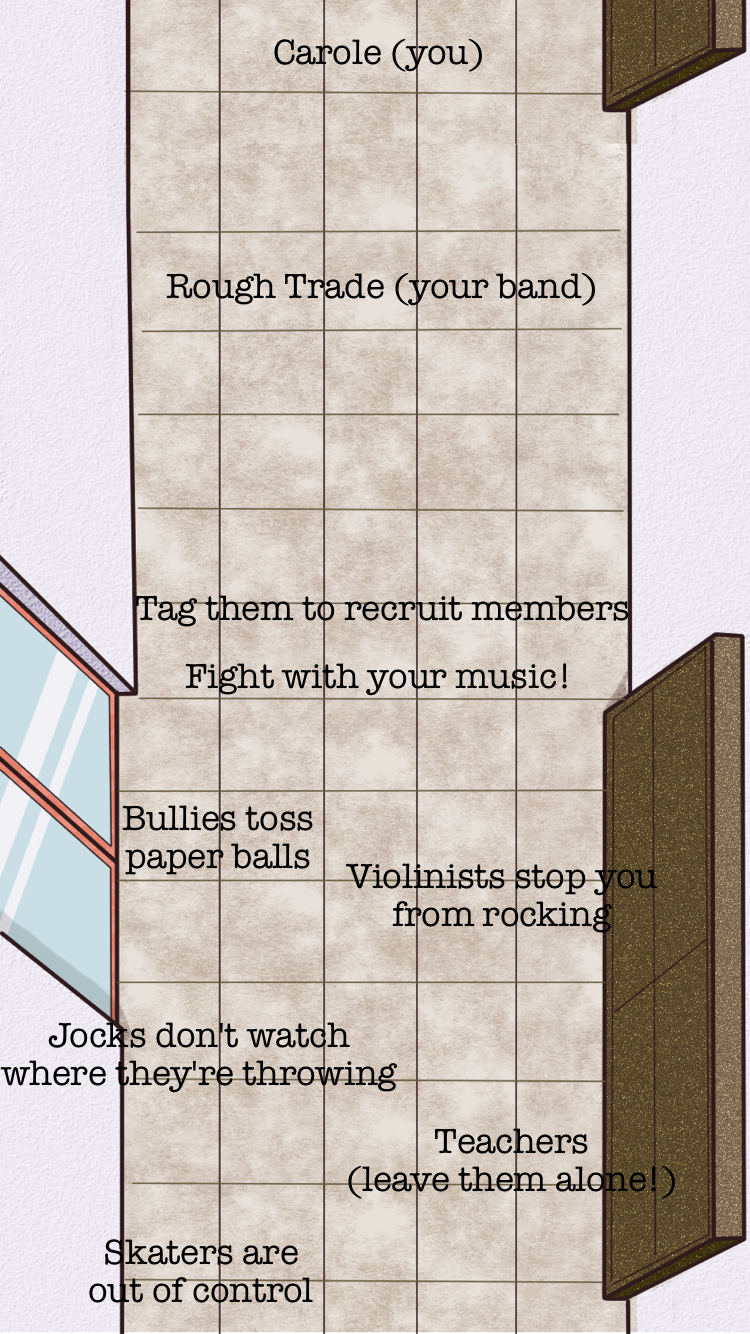 Carole (you)
Rough Trade (your band)
Tag them to recruit members
Fight with your music!
Bullies toss
paper balls
Violinists stop you
from rocking
Jocks don't watch
where they're throwing
Teachers
(leave them alone!)
Skaters are
out of control